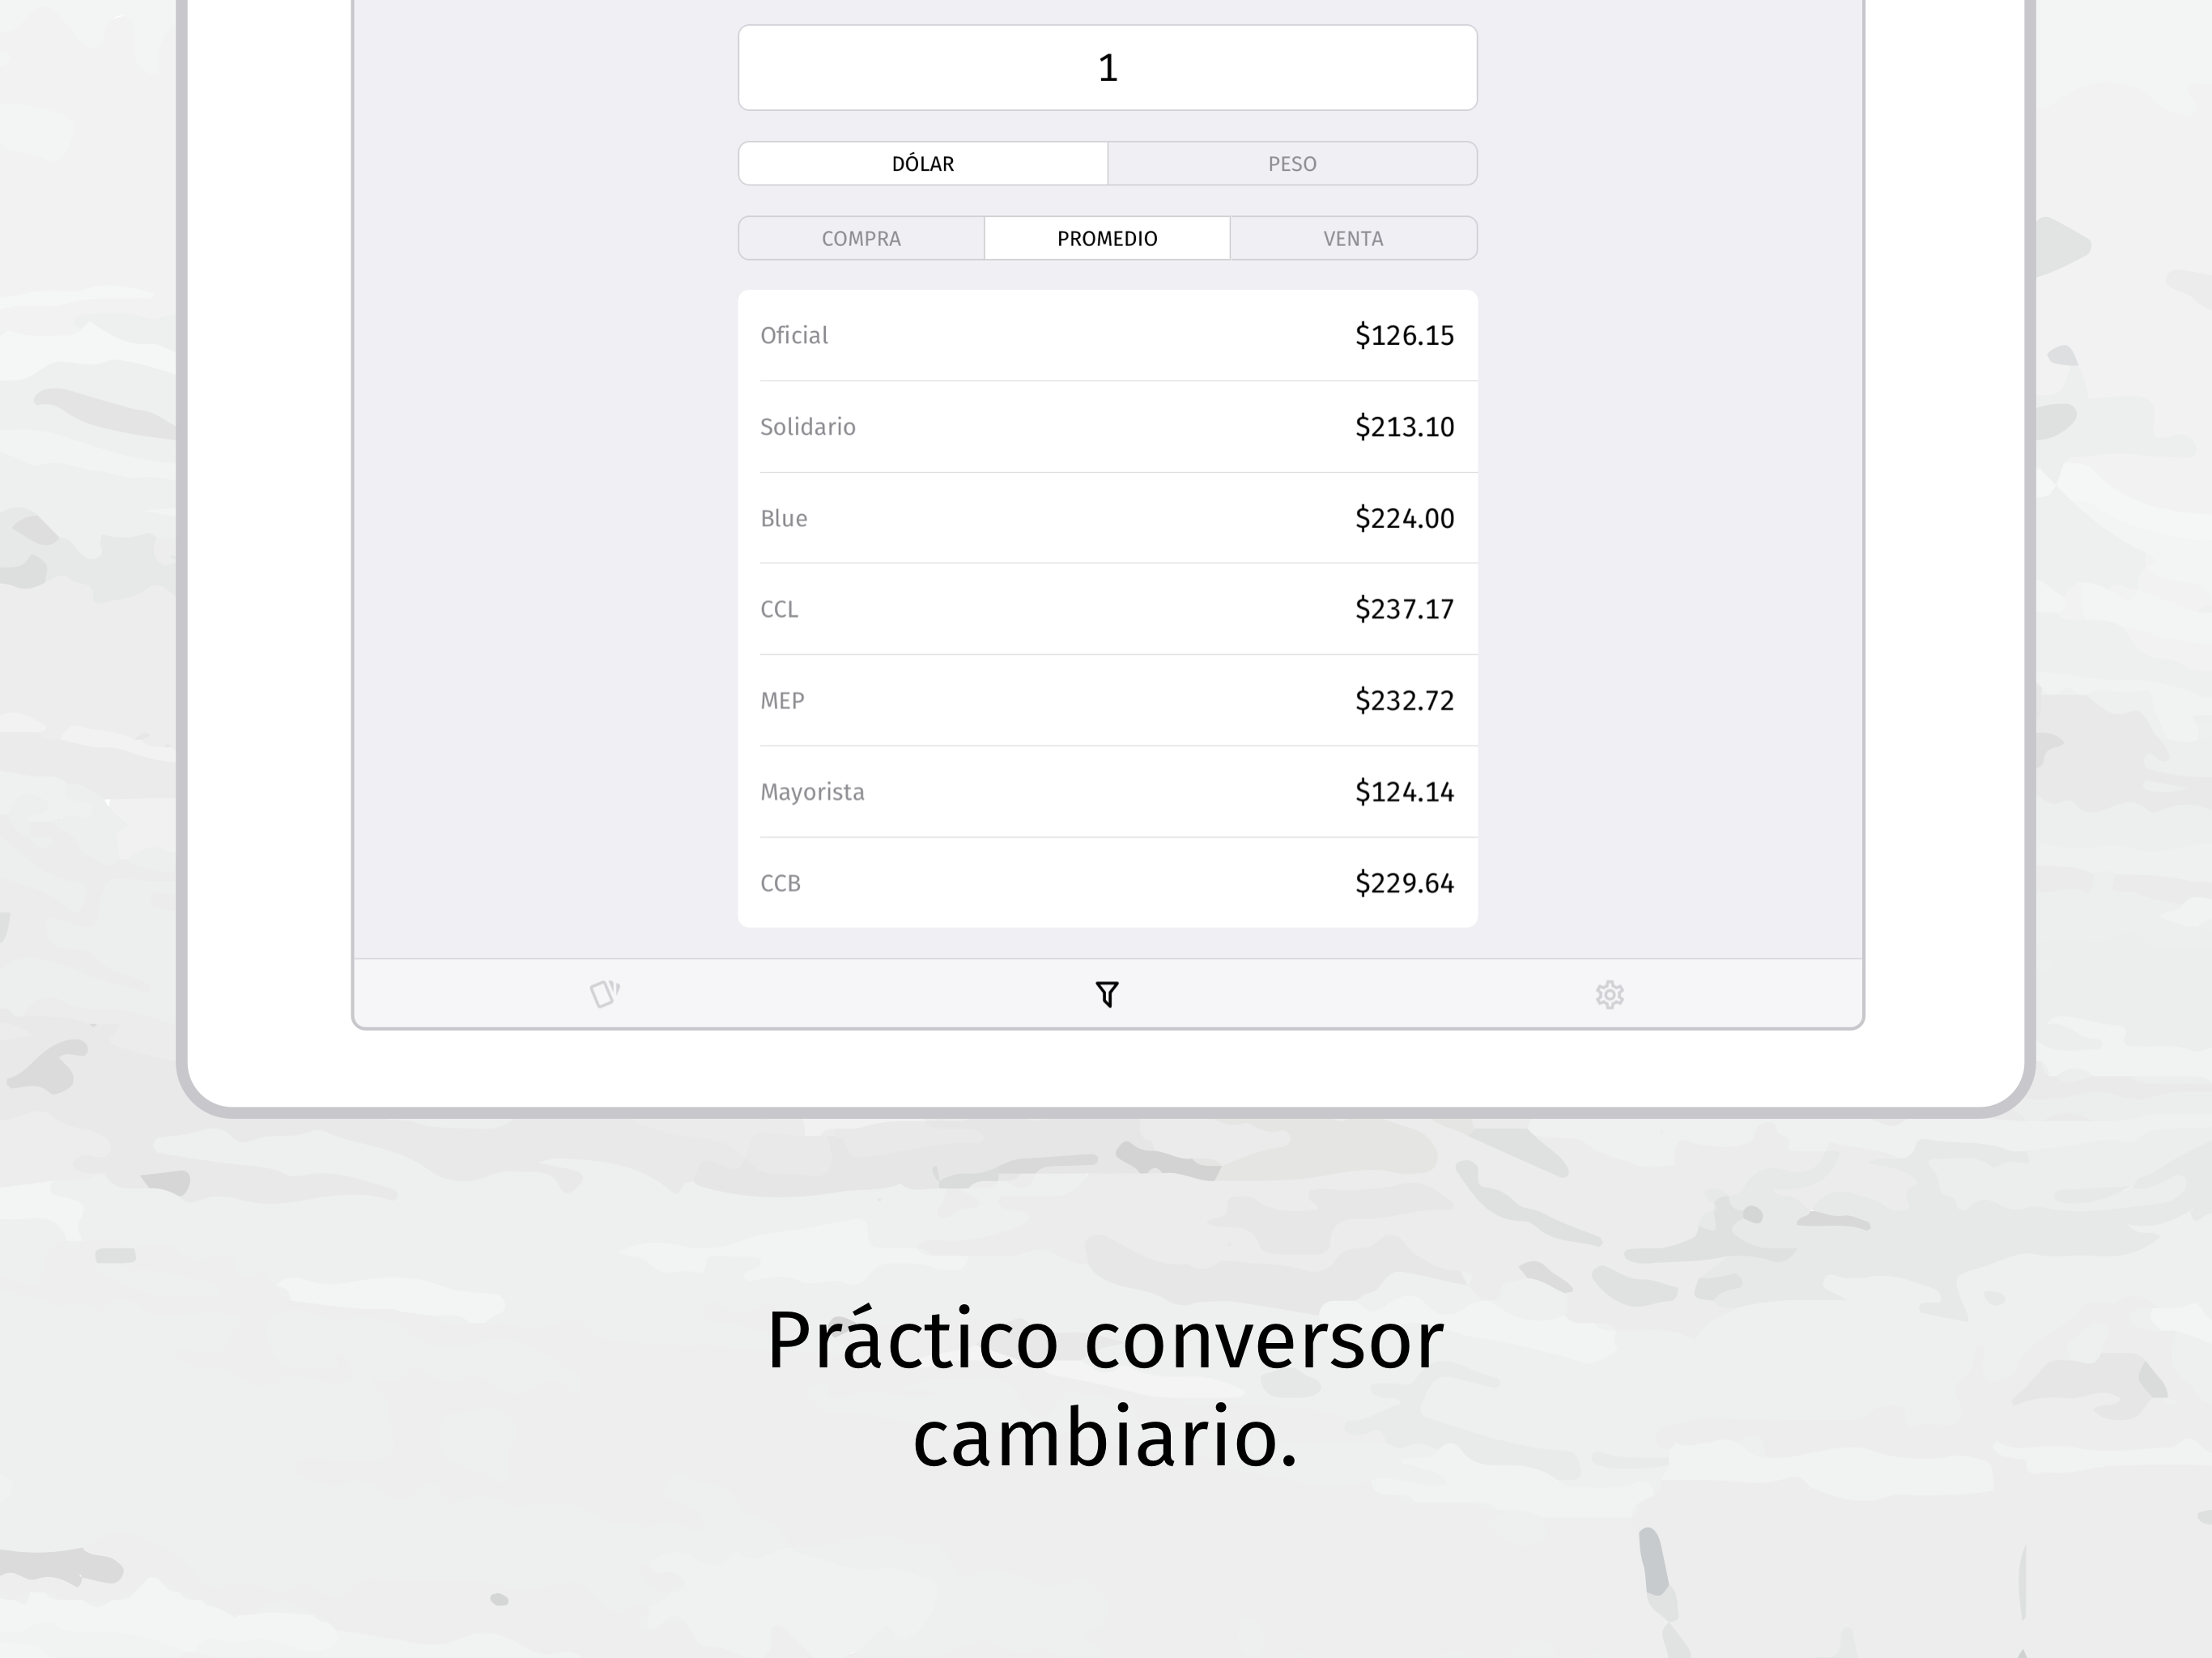 1
DÓLAR PESO
COMPRA PROMEDIO VENTA
Oficial $126.15
Solidario $213.10
Blue $224.00
CCL $237.17
MEP $232.72
Mayorista $124.14
CCB $229.64
Práctico conversor
cambiario.